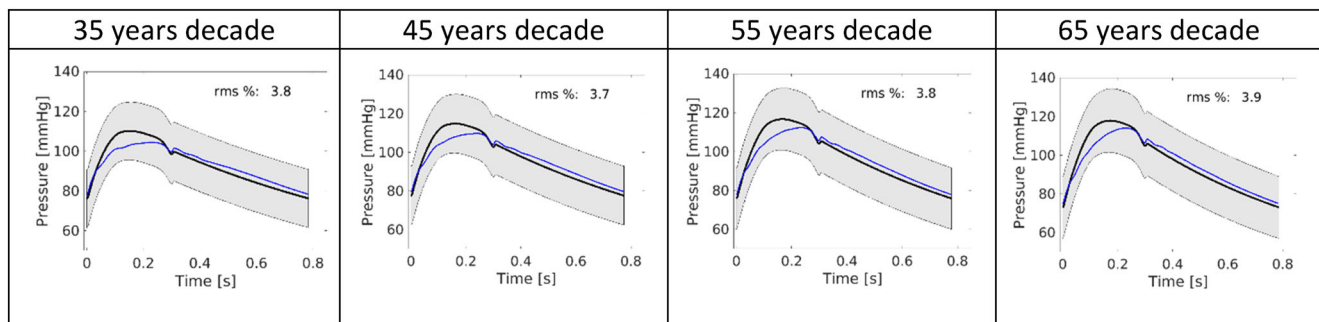 35 years decade
45 years decade
55 years decade
65 years decade
140
120
100
80
60
Pressure [mmHg]
rms %: 3.8
0
0.2
0.4
0.6
0.8
Time [s]
140
120
100
80
60
Pressure [mmHg]
rms %: 3.7
0
0.2
0.4
0.6
0.8
Time [s]
140
120
100
80
60
Pressure [mmHg]
rms %: 3.8
0
0.2
0.4
0.6
0.8
Time [s]
140
120
100
80
60
Pressure [mmHg]
rms %: 3.9
0
0.2
0.4
0.6
0.8
Time [s]